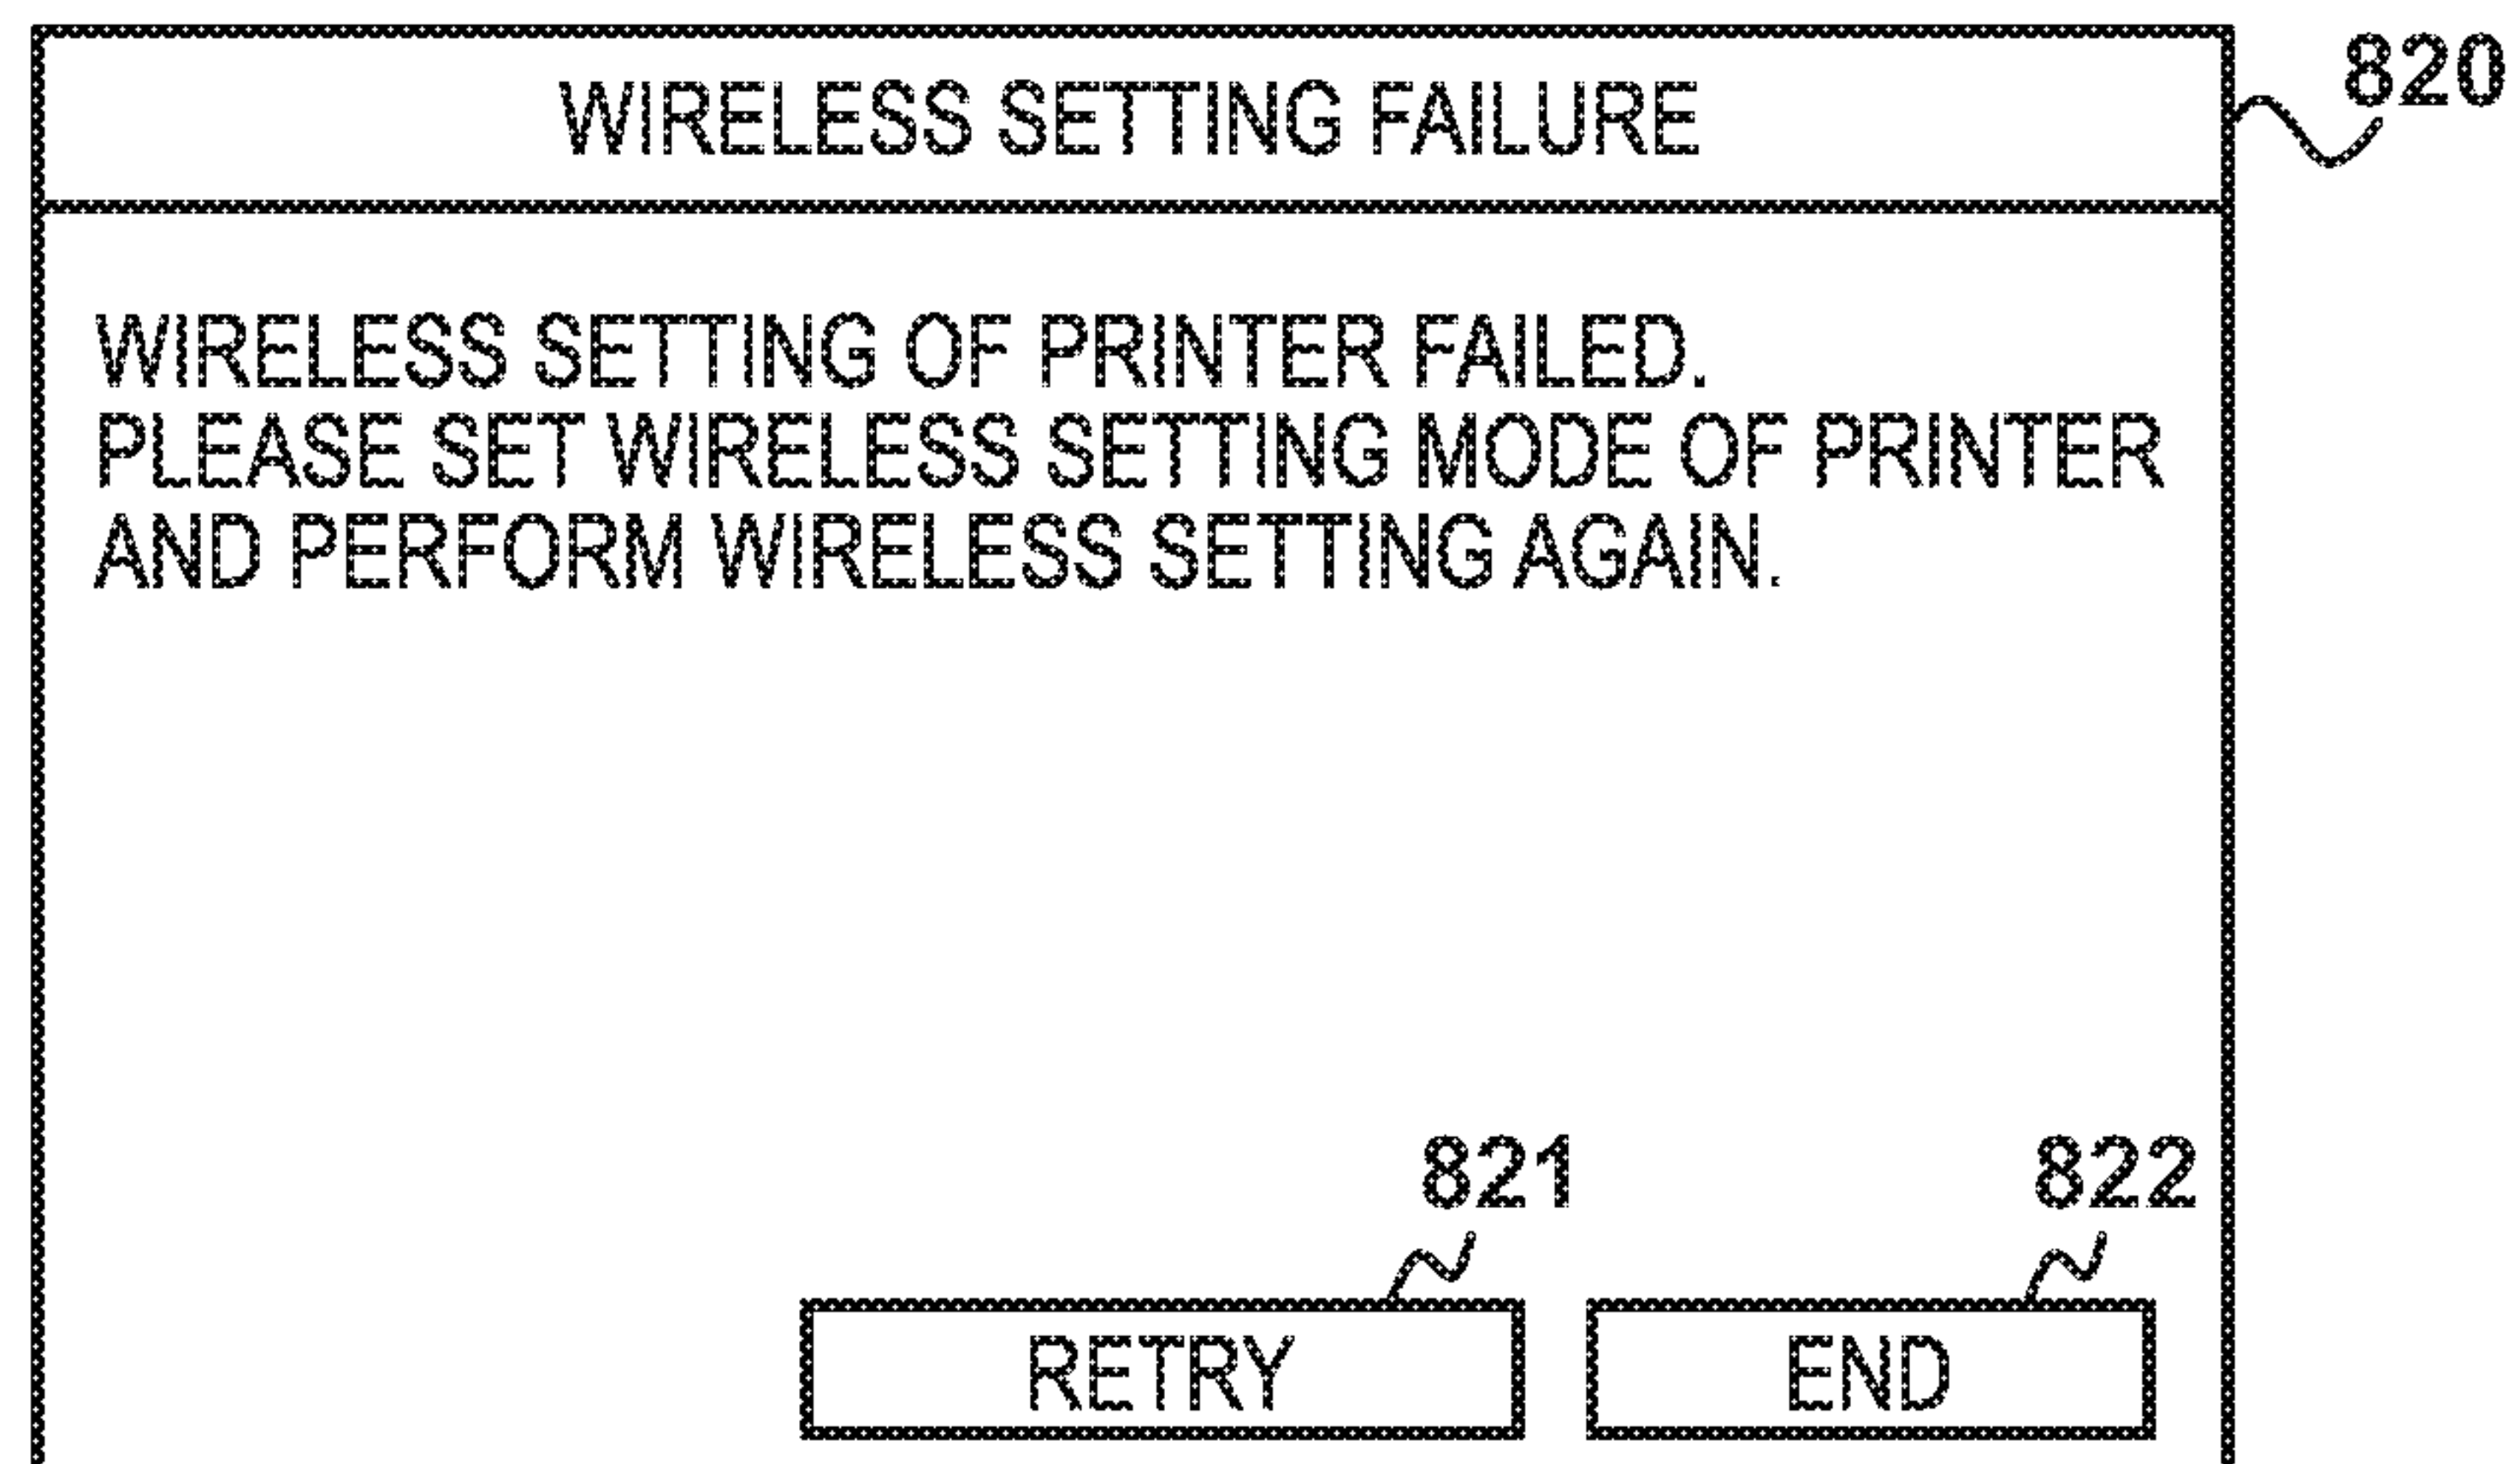 WIRELESS SETTING FAILURE
820
WIRELESS SETTING OF PRINTER FAILED.
PLEASE SET WIRELESS SETTING MODE OF PRINTER
AND PERFORM WIRELESS SETTING AGAIN.
821
822
RETRY
END